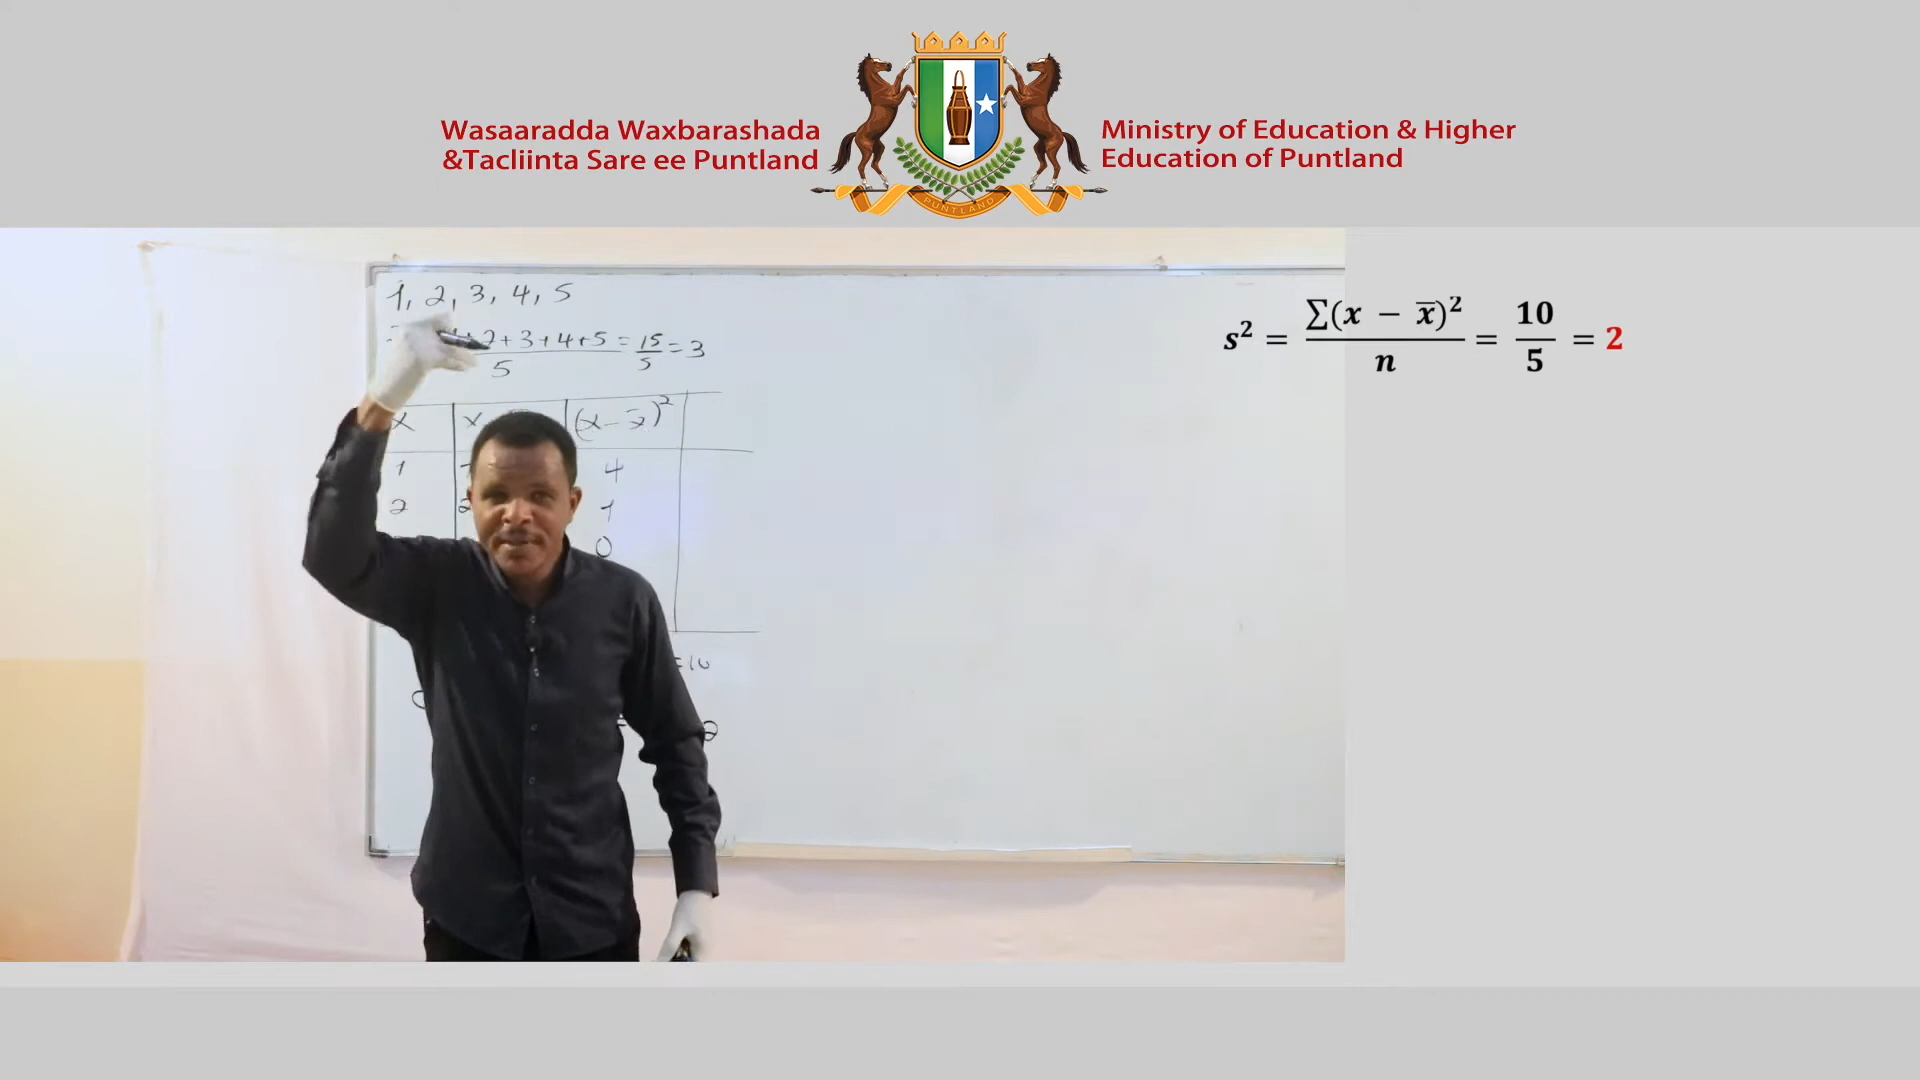 Wasaaradda Waxbarashada
&Tacliinta Sare ee Puntland
PUNTLAND
Ministry of Education & Higher
Education of Puntland
1, 2, 3, 4, 5
2+3+4+5 = 15 = 3
5 5
x (x - x̄)²
1 4
2 1
0
=10
2
s² = ∑(x − x̄)² / n = 10 / 5 = 2